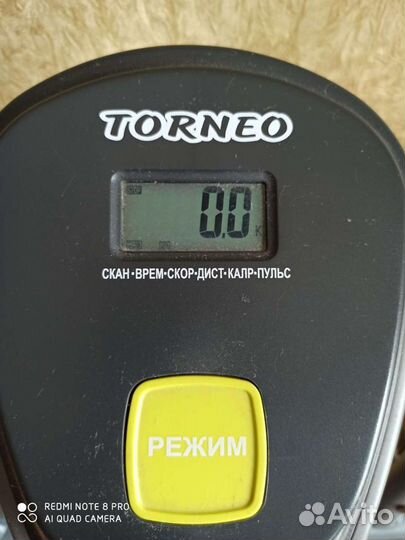 TORNEO
0.0 K
СКАН•ВРЕМ•СКОР•ДИСТ•КАЛР•ПУЛЬС
РЕЖИМ
REDMI NOTE 8 PRO
AI QUAD CAMERA
Avito